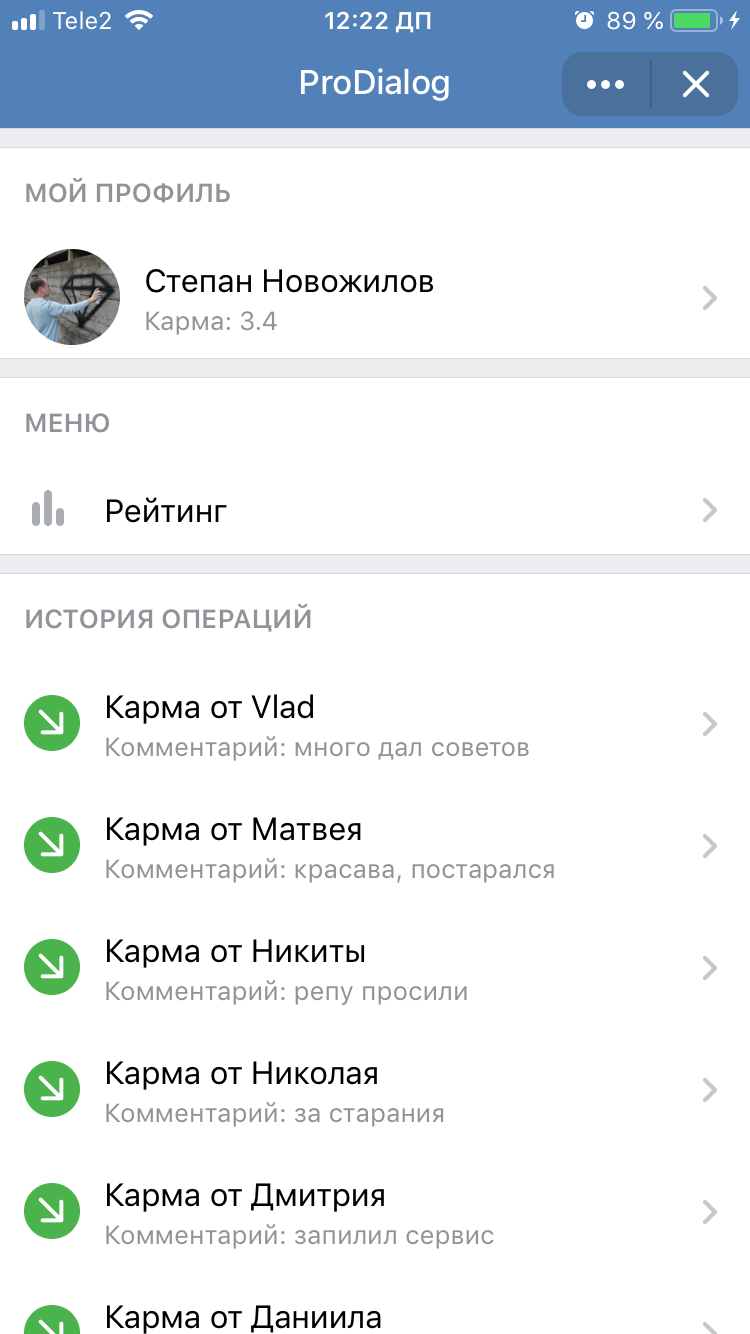 Tele2 12:22 ДП 89 %
ProDialog
МОЙ ПРОФИЛЬ
Степан Новожилов
Карма: 3.4
МЕНЮ
Рейтинг
ИСТОРИЯ ОПЕРАЦИЙ
Карма от Vlad
Комментарий: много дал советов
Карма от Матвея
Комментарий: красава, постарался
Карма от Никиты
Комментарий: репу просили
Карма от Николая
Комментарий: за старания
Карма от Дмитрия
Комментарий: запилил сервис
Карма от Даниила